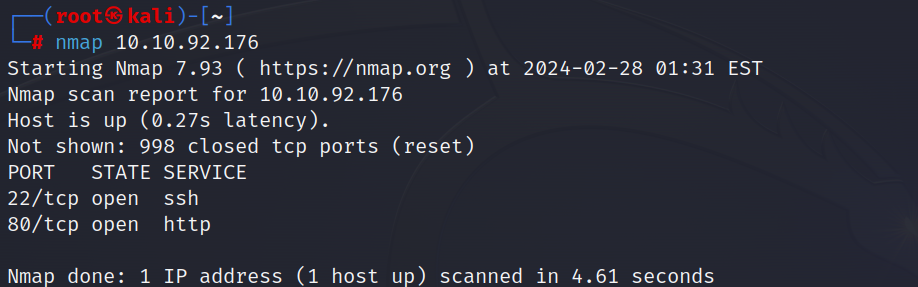 ┌──(root㉿kali)-[~]
└─# nmap 10.10.92.176
Starting Nmap 7.93 ( https://nmap.org ) at 2024-02-28 01:31 EST
Nmap scan report for 10.10.92.176
Host is up (0.27s latency).
Not shown: 998 closed tcp ports (reset)
PORT   STATE SERVICE
22/tcp open  ssh
80/tcp open  http

Nmap done: 1 IP address (1 host up) scanned in 4.61 seconds